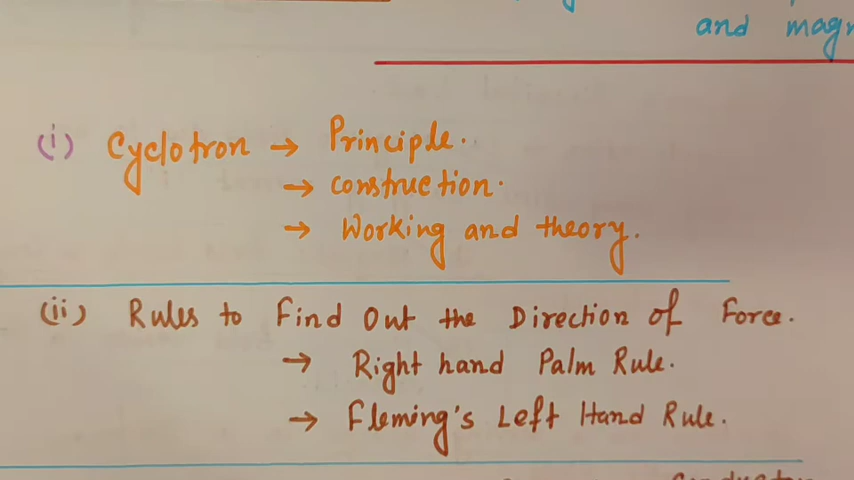 and magn
(i) Cyclotron → Principle.
→ Construction.
→ Working and theory.
(ii) Rules to Find Out the Direction of Force.
→ Right hand Palm Rule.
→ Fleming's Left Hand Rule.